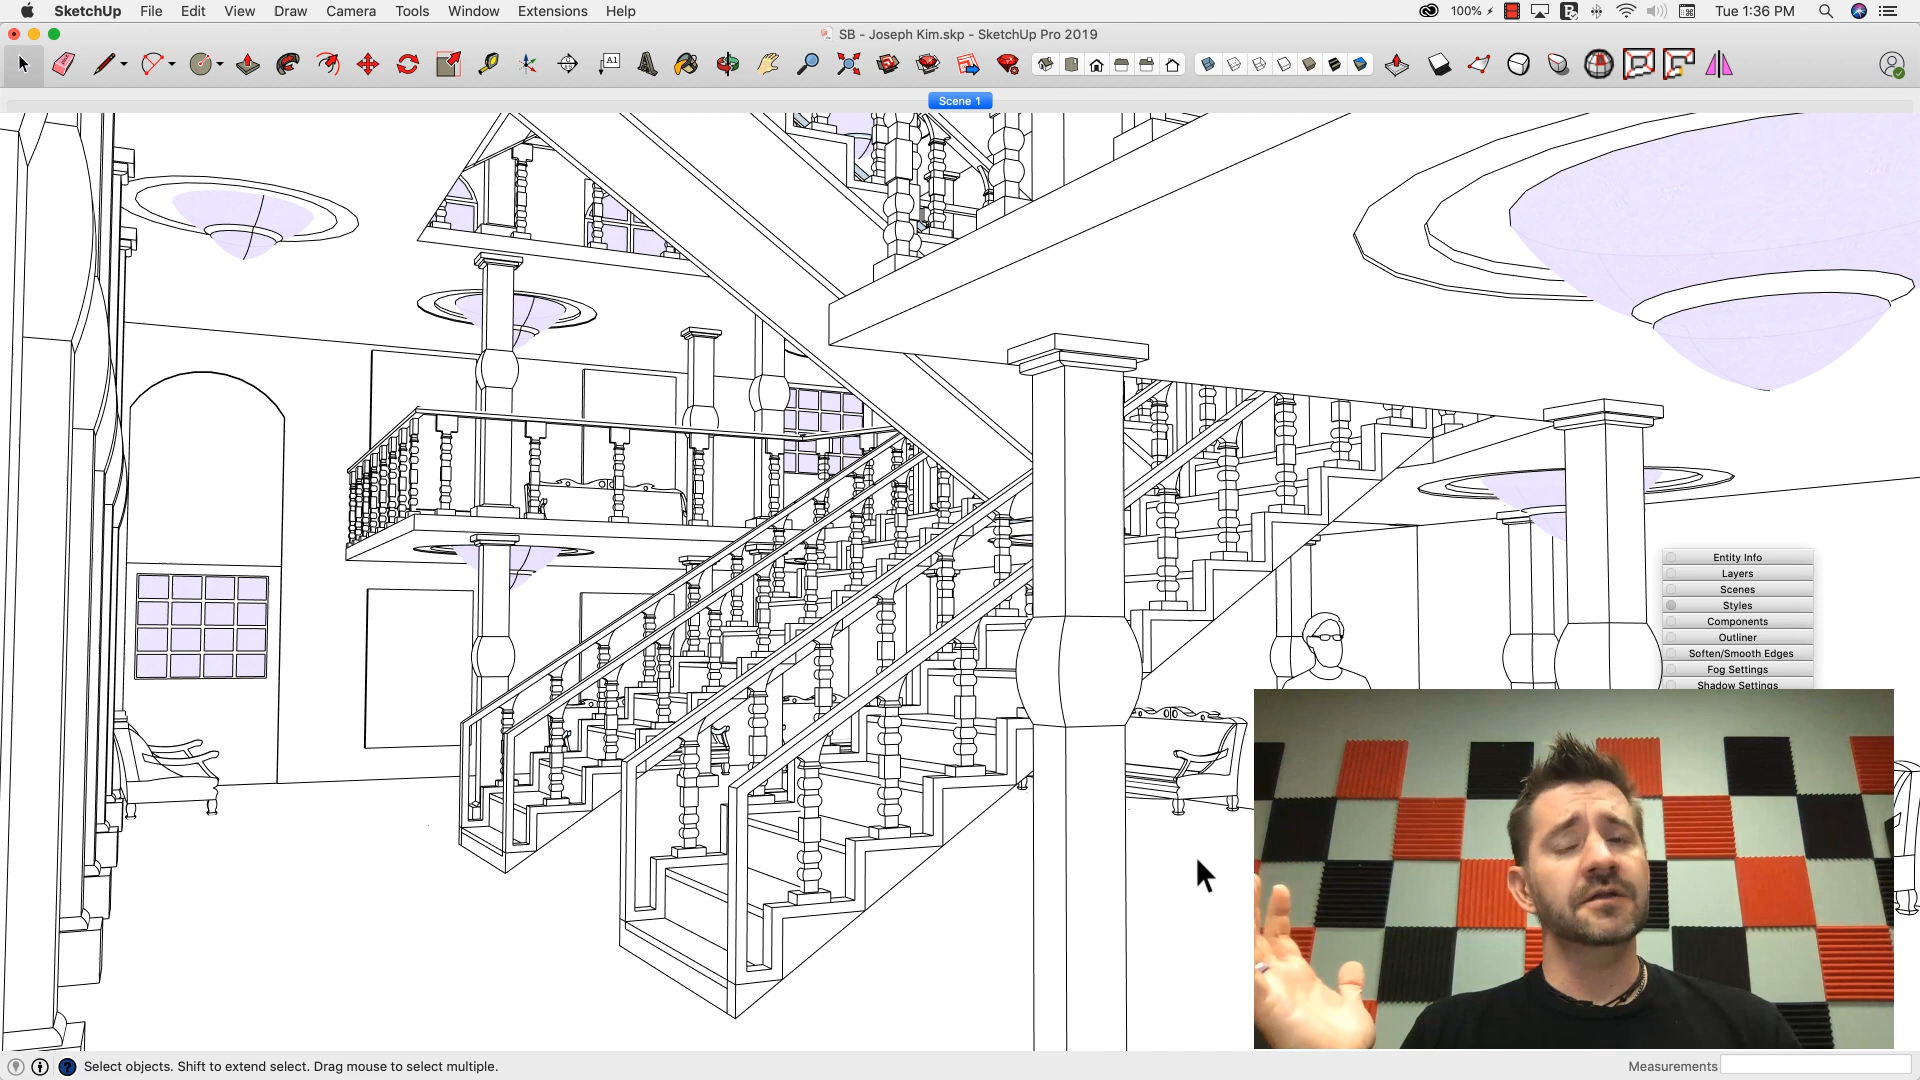 SketchUp File Edit View Draw Camera Tools Window Extensions Help 100% Tue 1:36 PM
SB - Joseph Kim.skp - SketchUp Pro 2019
A1
Scene 1
Entity Info
Layers
Scenes
Styles
Components
Outliner
Soften/Smooth Edges
Fog Settings
Shadow Settings
Select objects. Shift to extend select. Drag mouse to select multiple. Measurements